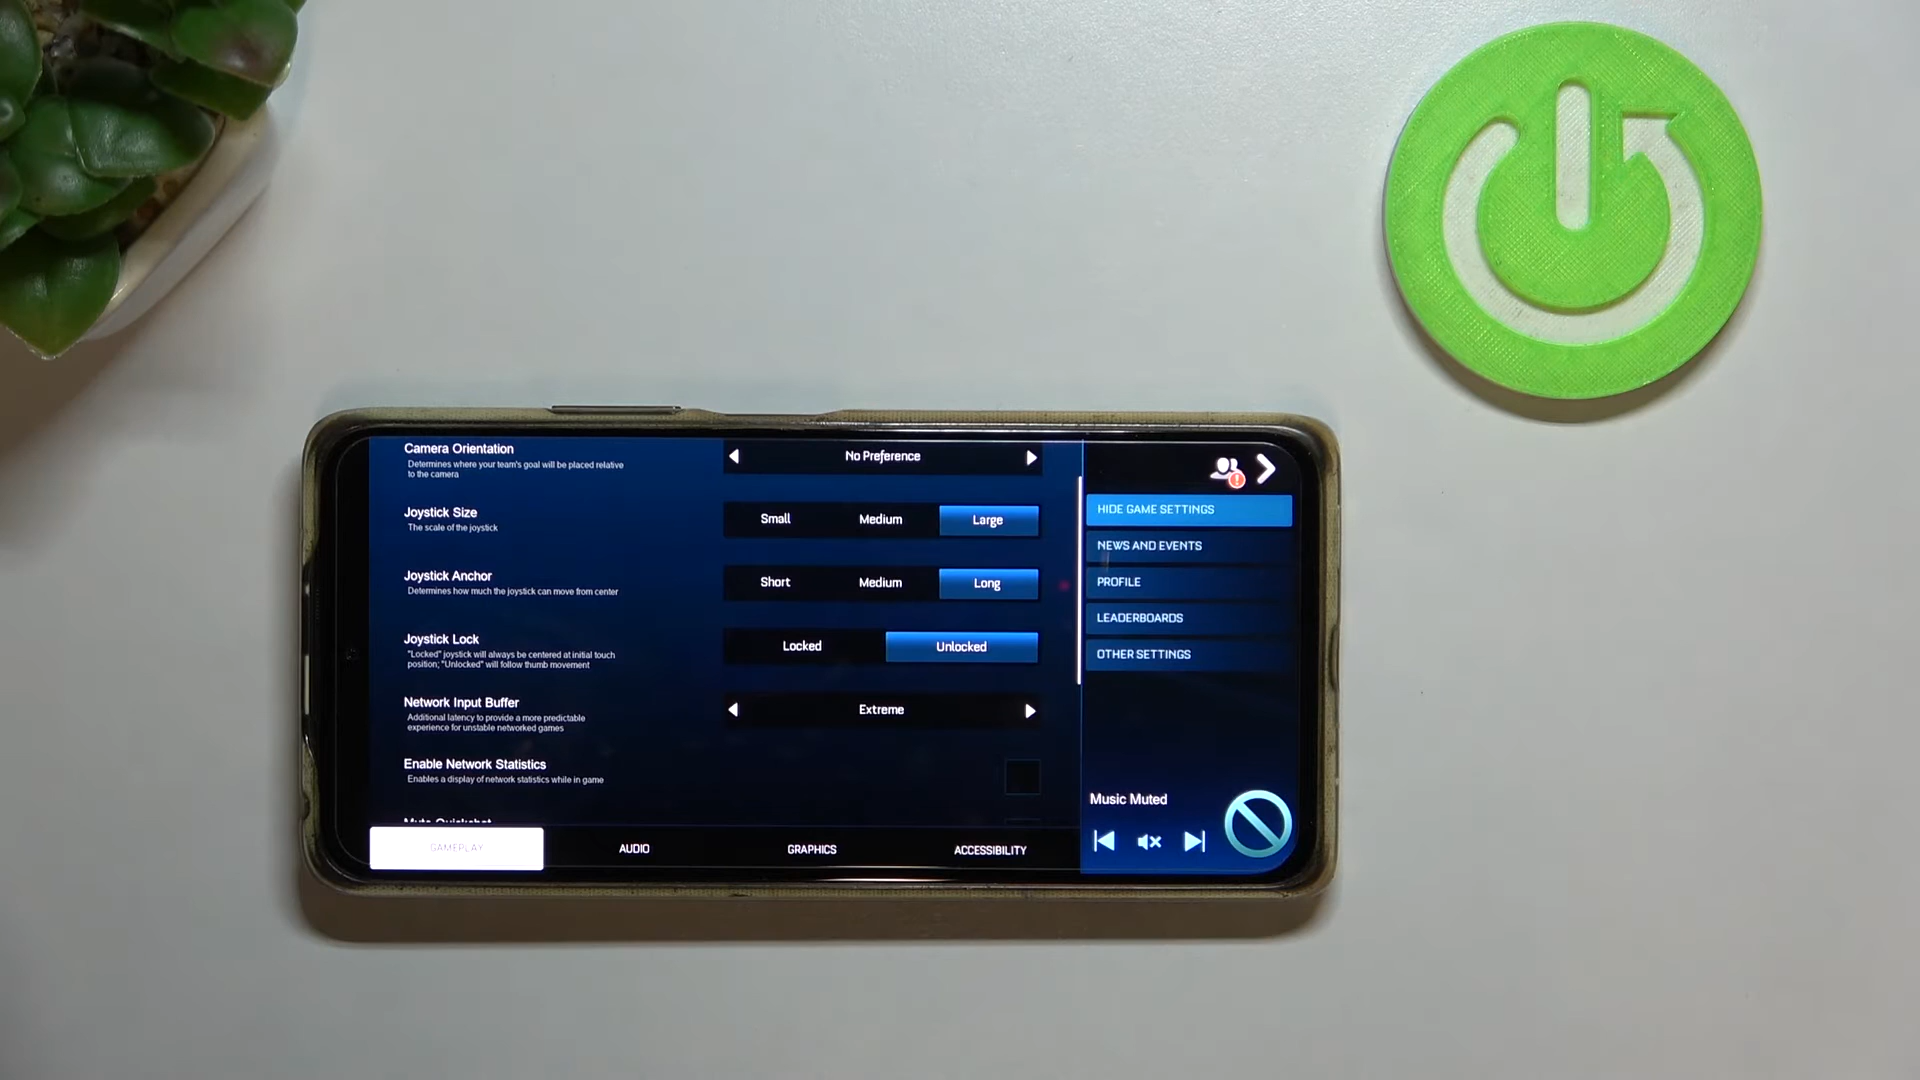 Camera Orientation
Determines where your team's goal will be placed relative
to the camera
No Preference
Joystick Size
The scale of the joystick
Small Medium Large
Joystick Anchor
Determines how much the joystick can move from center
Short Medium Long
Joystick Lock
"Locked" joystick will always be centered at initial touch
position; "Unlocked" will follow thumb movement
Locked Unlocked
Network Input Buffer
Additional latency to provide a more predictable
experience for unstable networked games
Extreme
Enable Network Statistics
Enables a display of network statistics while in game
Mute Quickchat
GAMEPLAY AUDIO GRAPHICS ACCESSIBILITY
HIDE GAME SETTINGS
NEWS AND EVENTS
PROFILE
LEADERBOARDS
OTHER SETTINGS
Music Muted